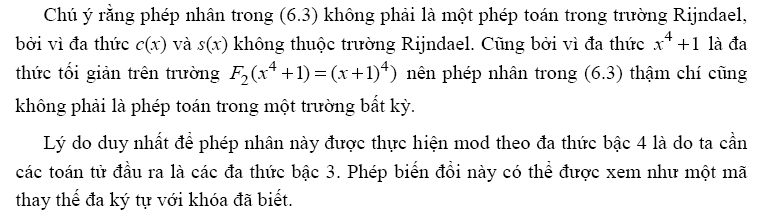 Chú ý rằng phép nhân trong (6.3) không phải là một phép toán trong trường Rijndael,
bởi vì đa thức c(x) và s(x) không thuộc trường Rijndael. Cũng bởi vì đa thức x⁴ +1 là đa
thức tối giản trên trường F₂(x⁴ +1) = (x+1)⁴) nên phép nhân trong (6.3) thậm chí cũng
không phải là phép toán trong một trường bất kỳ.
Lý do duy nhất để phép nhân này được thực hiện mod theo đa thức bậc 4 là do ta cần
các toán tử đầu ra là các đa thức bậc 3. Phép biến đổi này có thể được xem như một mã
thay thế đa ký tự với khóa đã biết.